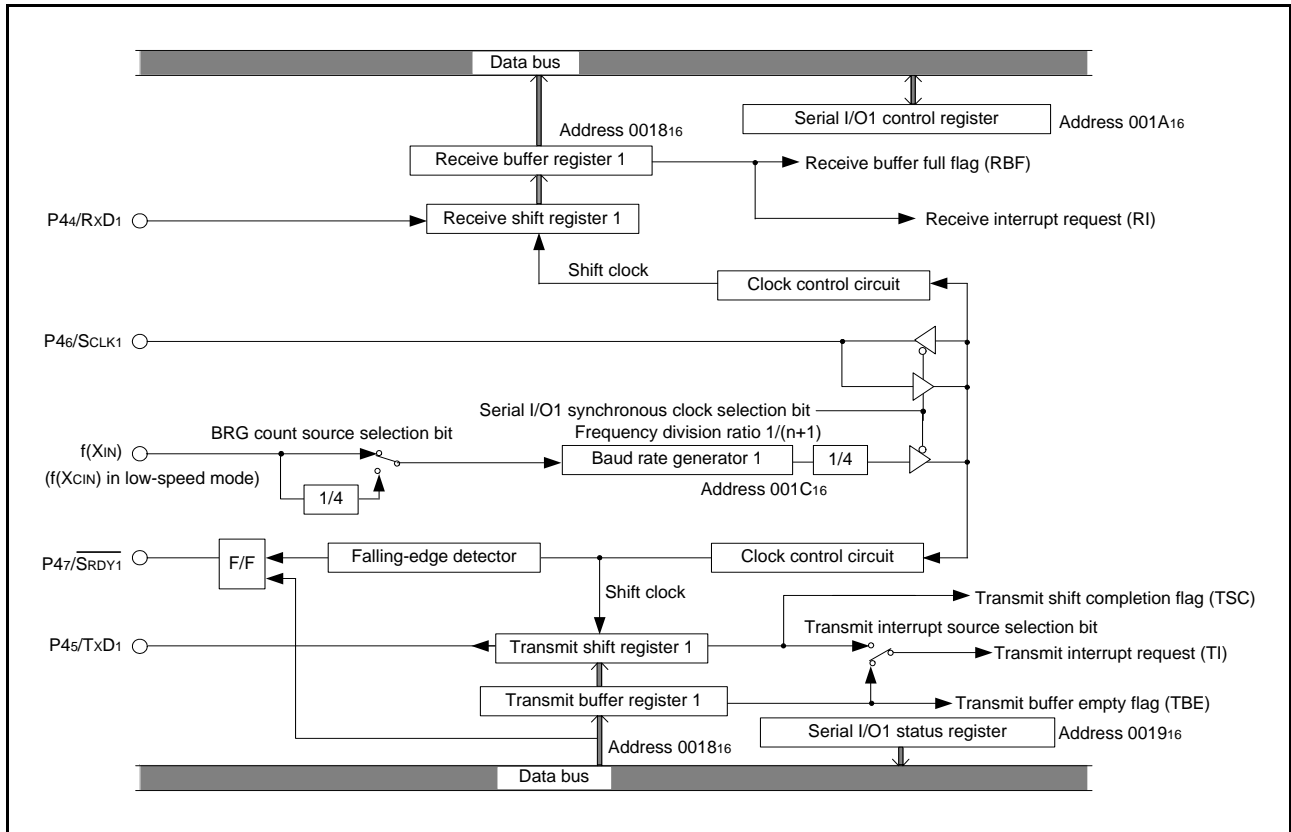 Data bus
Serial I/O1 control register
Address 001A16
Address 001816
Receive buffer register 1
Receive buffer full flag (RBF)
P44/RXD1
Receive shift register 1
Receive interrupt request (RI)
Shift clock
Clock control circuit
P46/SCLK1
Serial I/O1 synchronous clock selection bit
BRG count source selection bit
Frequency division ratio 1/(n+1)
f(XIN)
Baud rate generator 1
1/4
(f(XCIN) in low-speed mode)
1/4
Address 001C16
P47/SRDY1
F/F
Falling-edge detector
Clock control circuit
Shift clock
Transmit shift completion flag (TSC)
Transmit interrupt source selection bit
P45/TXD1
Transmit shift register 1
Transmit interrupt request (TI)
Transmit buffer register 1
Transmit buffer empty flag (TBE)
Serial I/O1 status register
Address 001916
Address 001816
Data bus